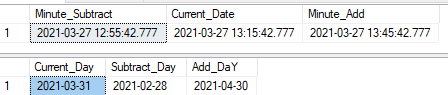 Minute_Subtract Current_Date Minute_Add
1 2021-03-27 12:55:42.777 2021-03-27 13:15:42.777 2021-03-27 13:45:42.777
Current_Day Subtract_Day Add_DaY
1 2021-03-31 2021-02-28 2021-04-30